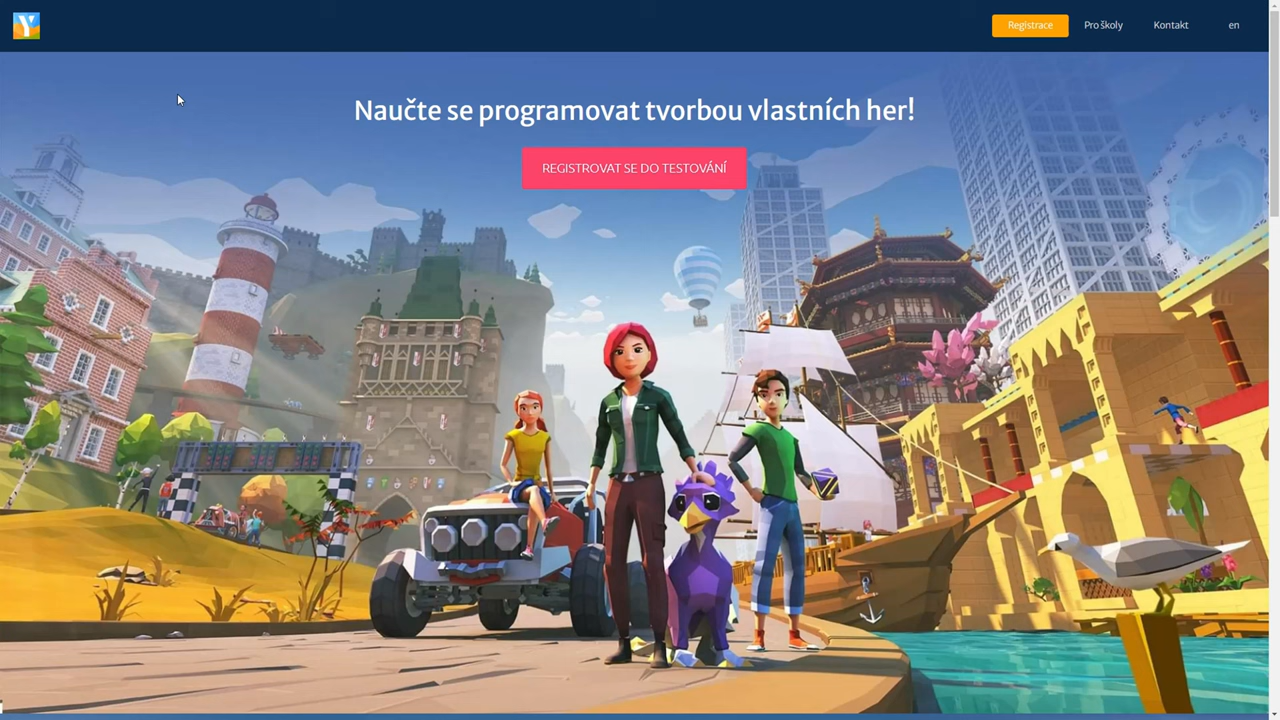 Y
Registrace
Pro školy
Kontakt
en
Naučte se programovat tvorbou vlastních her!
REGISTROVAT SE DO TESTOVÁNÍ